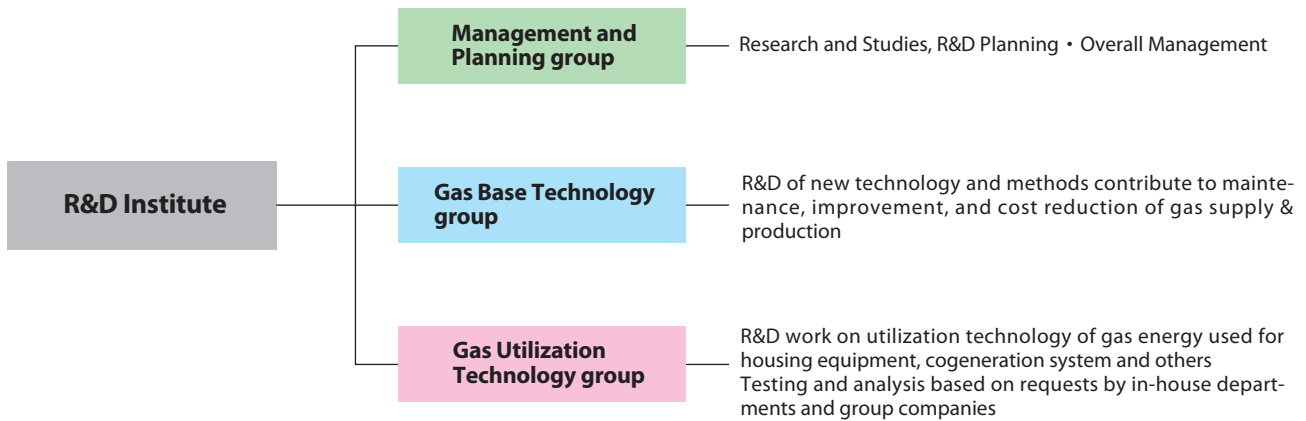 R&D Institute
Management and
Planning group
Research and Studies, R&D Planning・Overall Management
Gas Base Technology
group
R&D of new technology and methods contribute to mainte-
nance, improvement, and cost reduction of gas supply &
production
Gas Utilization
Technology group
R&D work on utilization technology of gas energy used for
housing equipment, cogeneration system and others
Testing and analysis based on requests by in-house depart-
ments and group companies